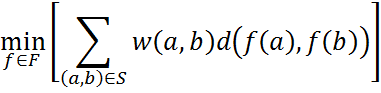 min f∈F [ ∑ (a,b)∈S w(a,b)d(f(a),f(b)) ]